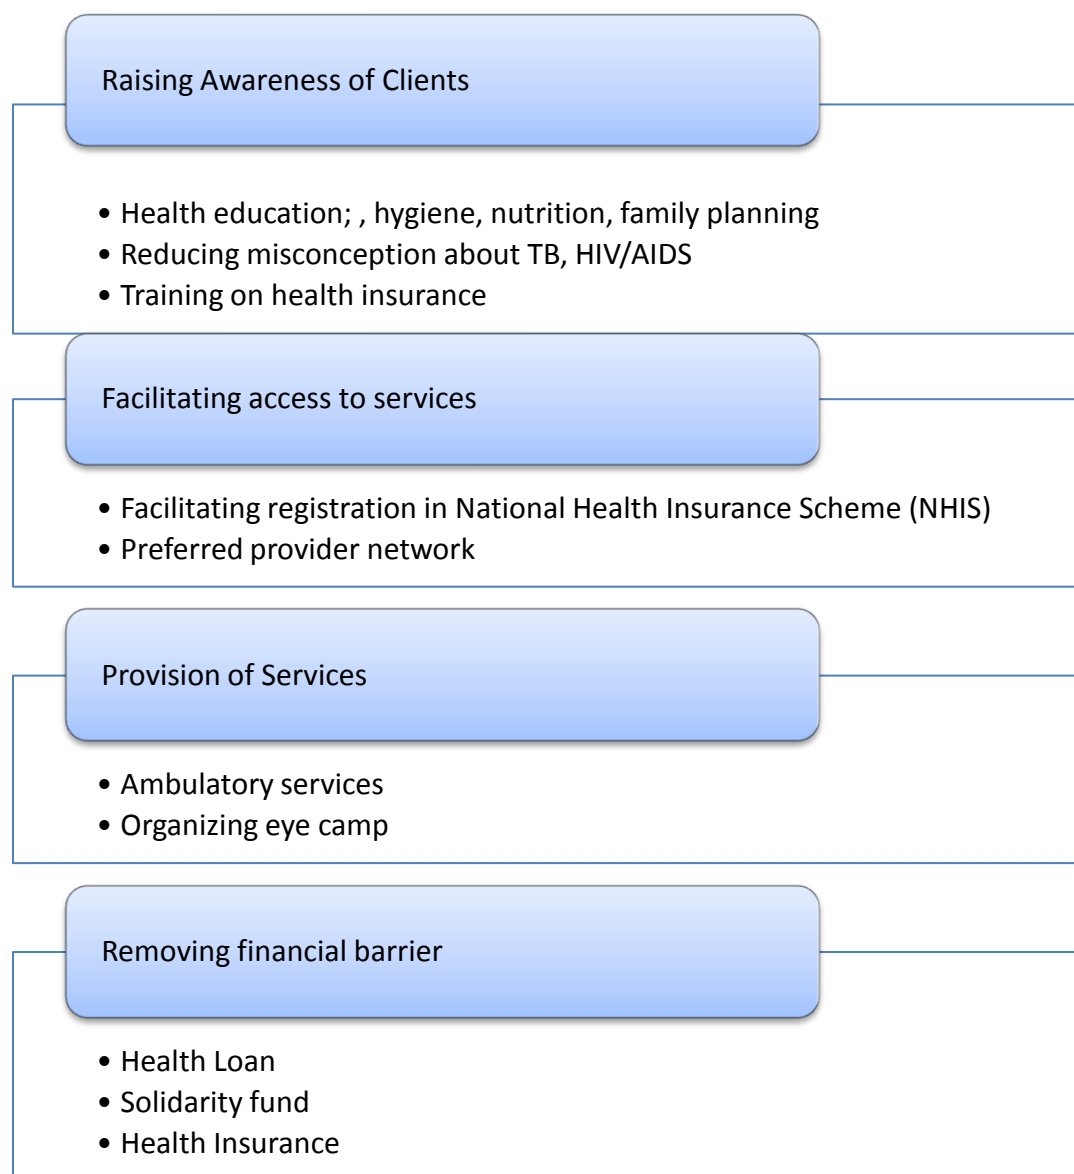 Raising Awareness of Clients
• Health education; , hygiene, nutrition, family planning
• Reducing misconception about TB, HIV/AIDS
• Training on health insurance
Facilitating access to services
• Facilitating registration in National Health Insurance Scheme (NHIS)
• Preferred provider network
Provision of Services
• Ambulatory services
• Organizing eye camp
Removing financial barrier
• Health Loan
• Solidarity fund
• Health Insurance